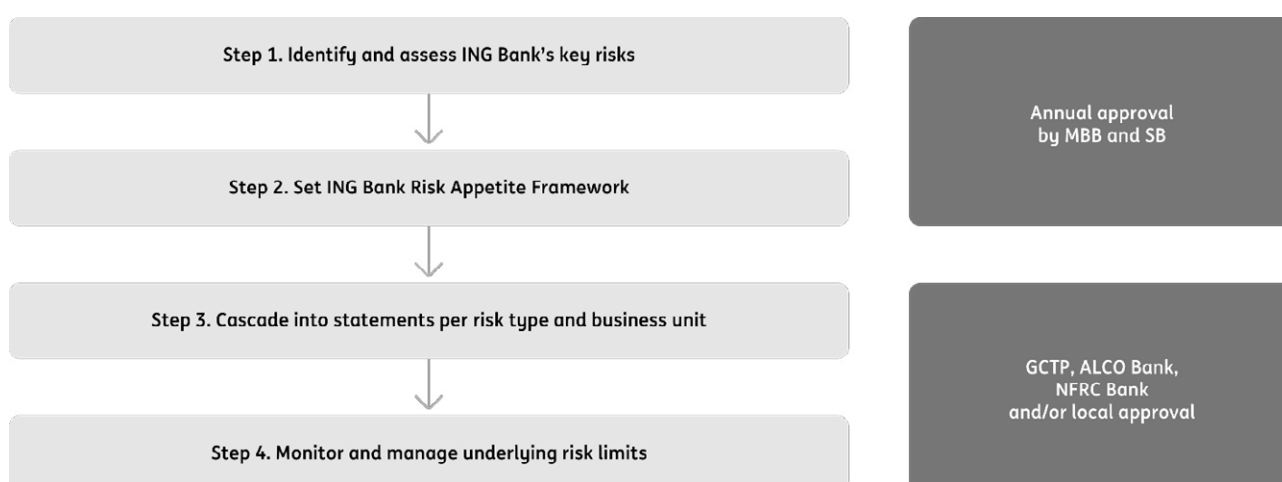 Step 1. Identify and assess ING Bank's key risks
Annual approval
by MBB and SB
Step 2. Set ING Bank Risk Appetite Framework
Step 3. Cascade into statements per risk type and business unit
GCTP, ALCO Bank,
NFRC Bank
and/or local approval
Step 4. Monitor and manage underlying risk limits